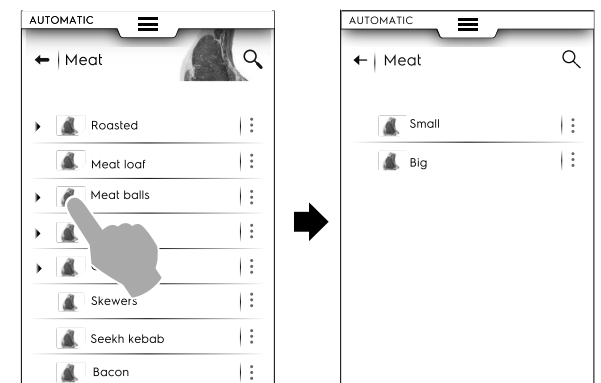 AUTOMATIC
Meat
Roasted
Meat loaf
Meat balls
Skewers
Seekh kebab
Bacon
AUTOMATIC
Meat
Small
Big